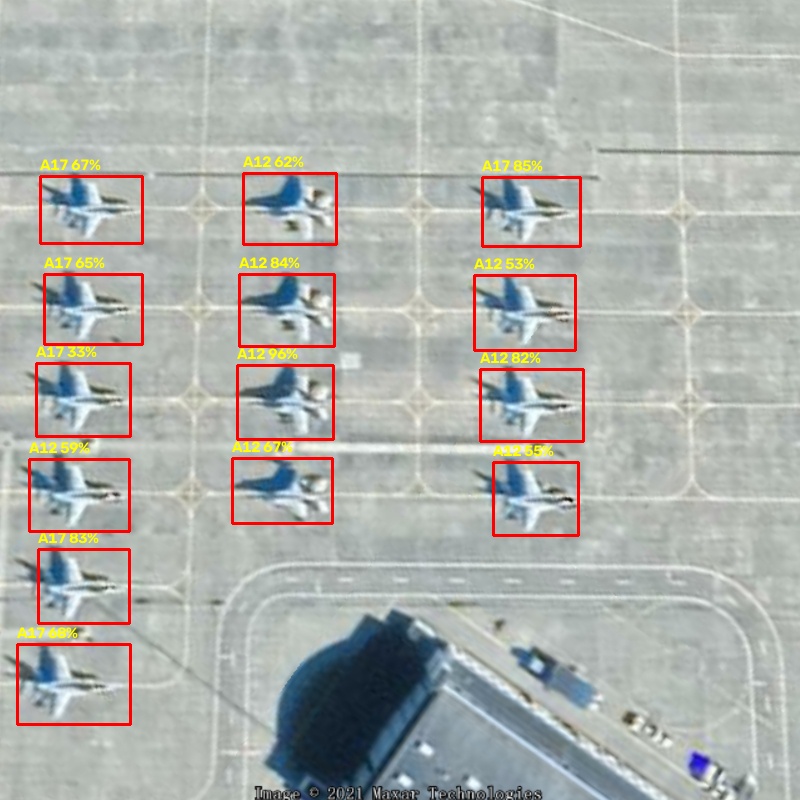 A17 67%
A12 62%
A17 85%
A17 65%
A12 84%
A12 53%
A17 33%
A12 96%
A12 82%
A12 59%
A12 67%
A12 55%
A17 83%
A17 68%
Image © 2021 Maxar Technologies